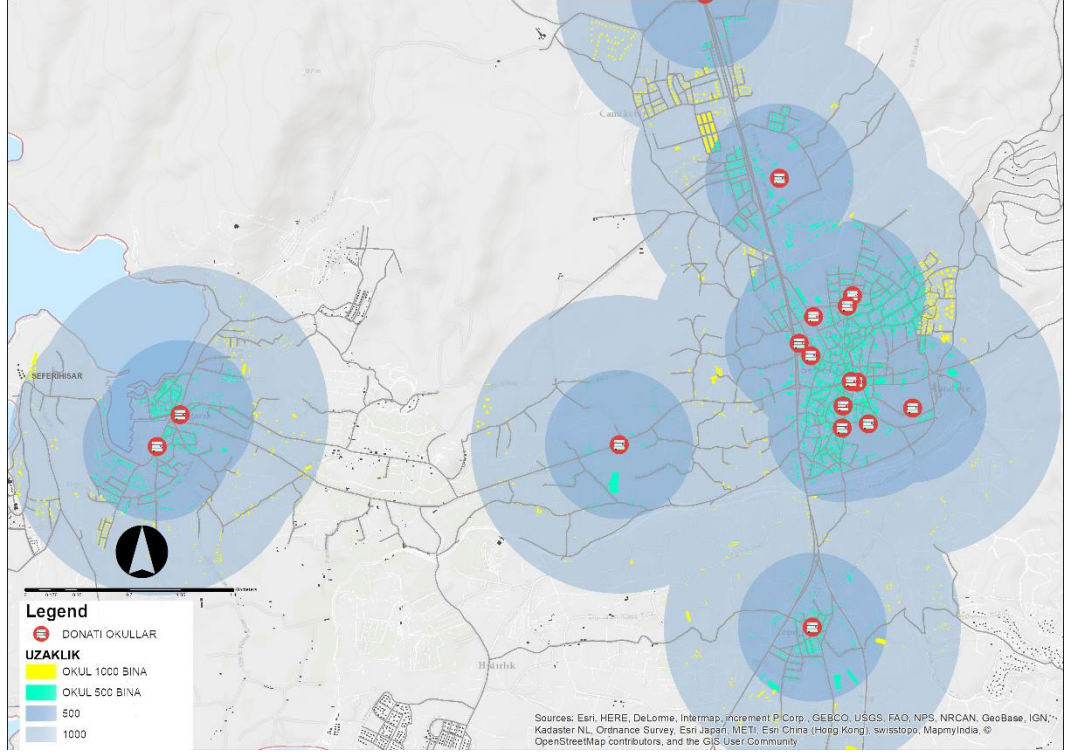 SEFERIHISAR
Legend
DONATI OKULLAR
UZAKLIK
OKUL 1000 BINA
OKUL 500 BINA
500
1000
Sources: Esri, HERE, DeLorme, Intermap, increment P Corp., GEBCO, USGS, FAO, NPS, NRCAN, GeoBase, IGN,
Kadaster NL, Ordnance Survey, Esri Japan, METI, Esri China (Hong Kong), swisstopo, MapmyIndia, ©
OpenStreetMap contributors, and the GIS User Community